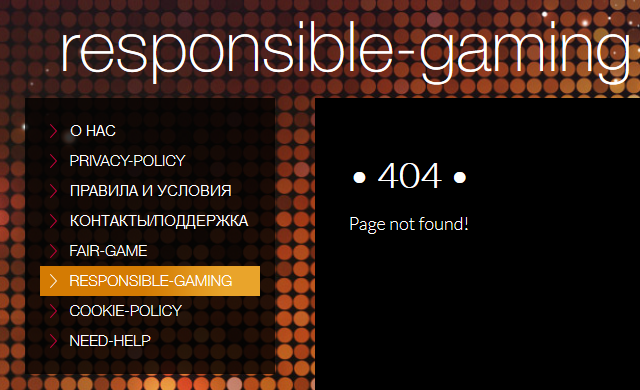 responsible-gaming
О НАС
PRIVACY-POLICY
ПРАВИЛА И УСЛОВИЯ
КОНТАКТЫ/ПОДДЕРЖКА
FAIR-GAME
RESPONSIBLE-GAMING
COOKIE-POLICY
NEED-HELP
• 404 •
Page not found!